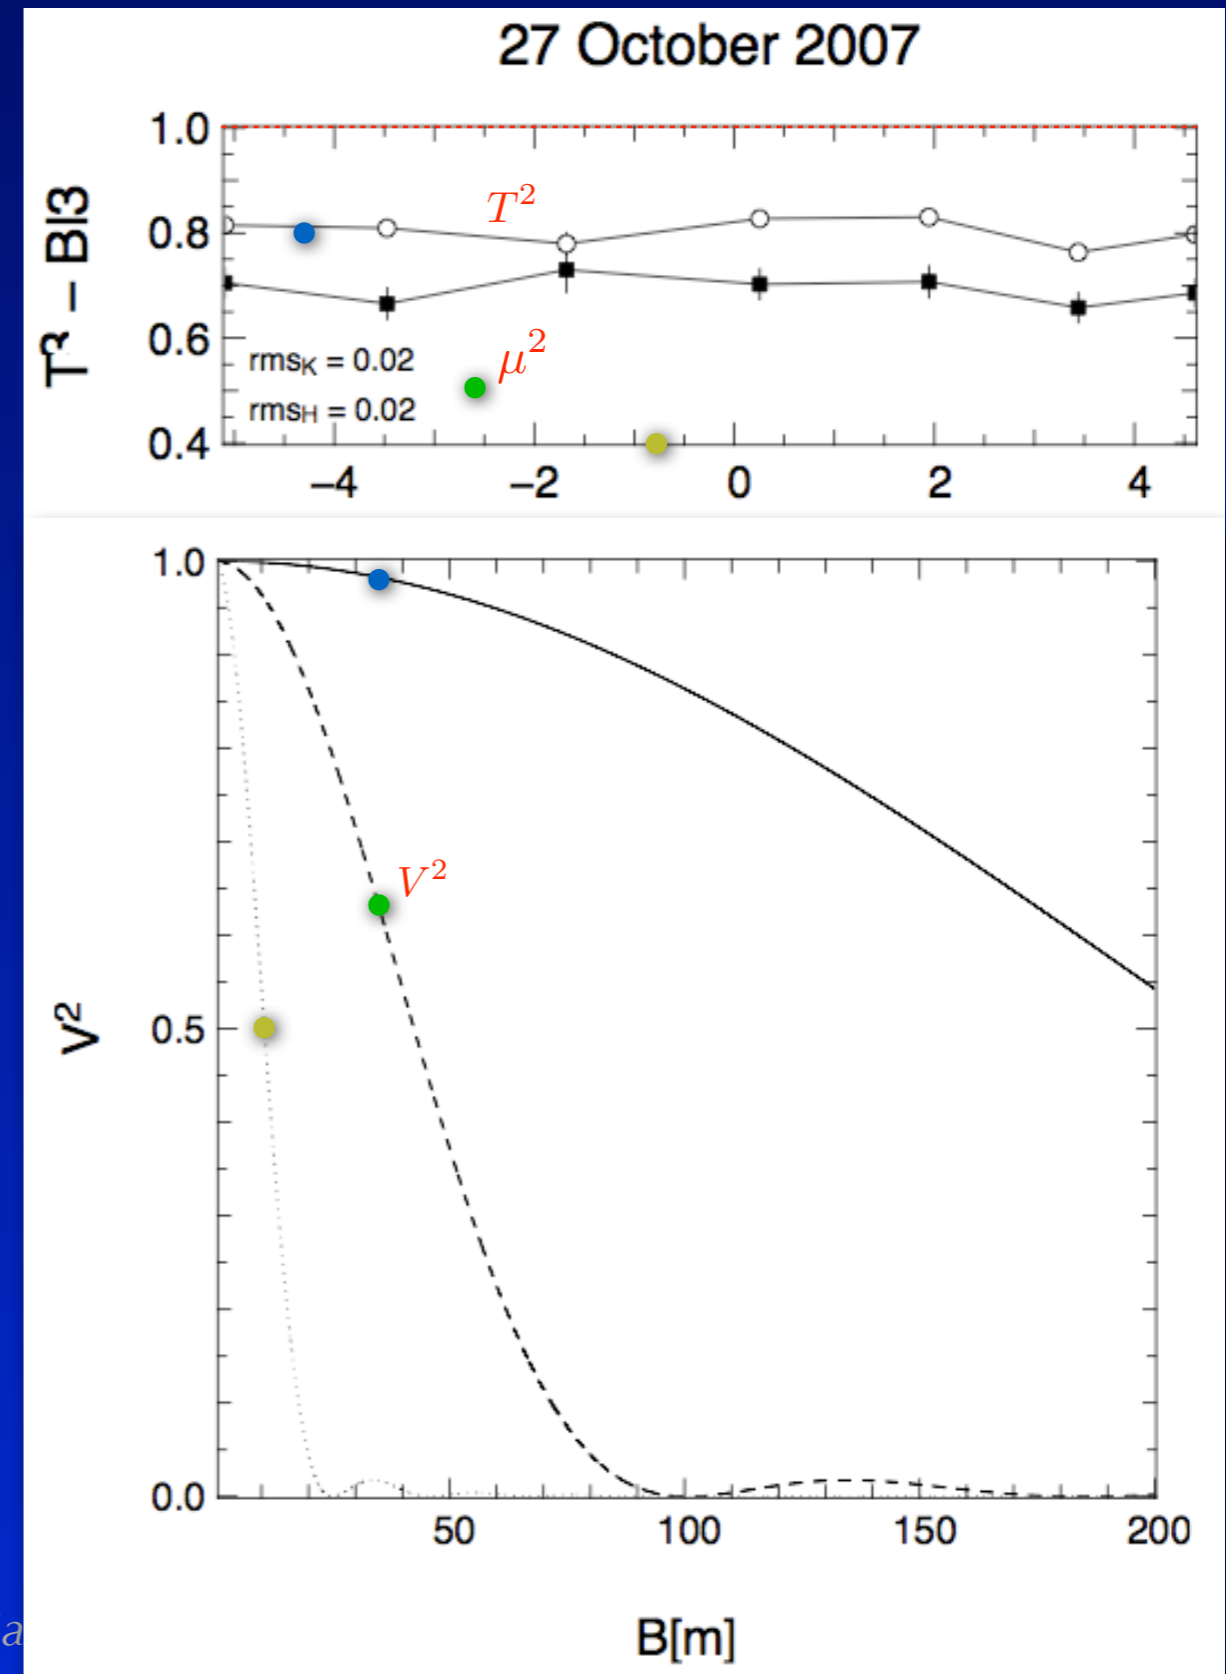 27 October 2007
T³ – BI3
1.0
0.8
0.6
0.4
T²
μ²
rmsK = 0.02
rmsH = 0.02
–4 –2 0 2 4
V²
1.0
0.5
0.0
V²
50 100 150 200
B[m]
a